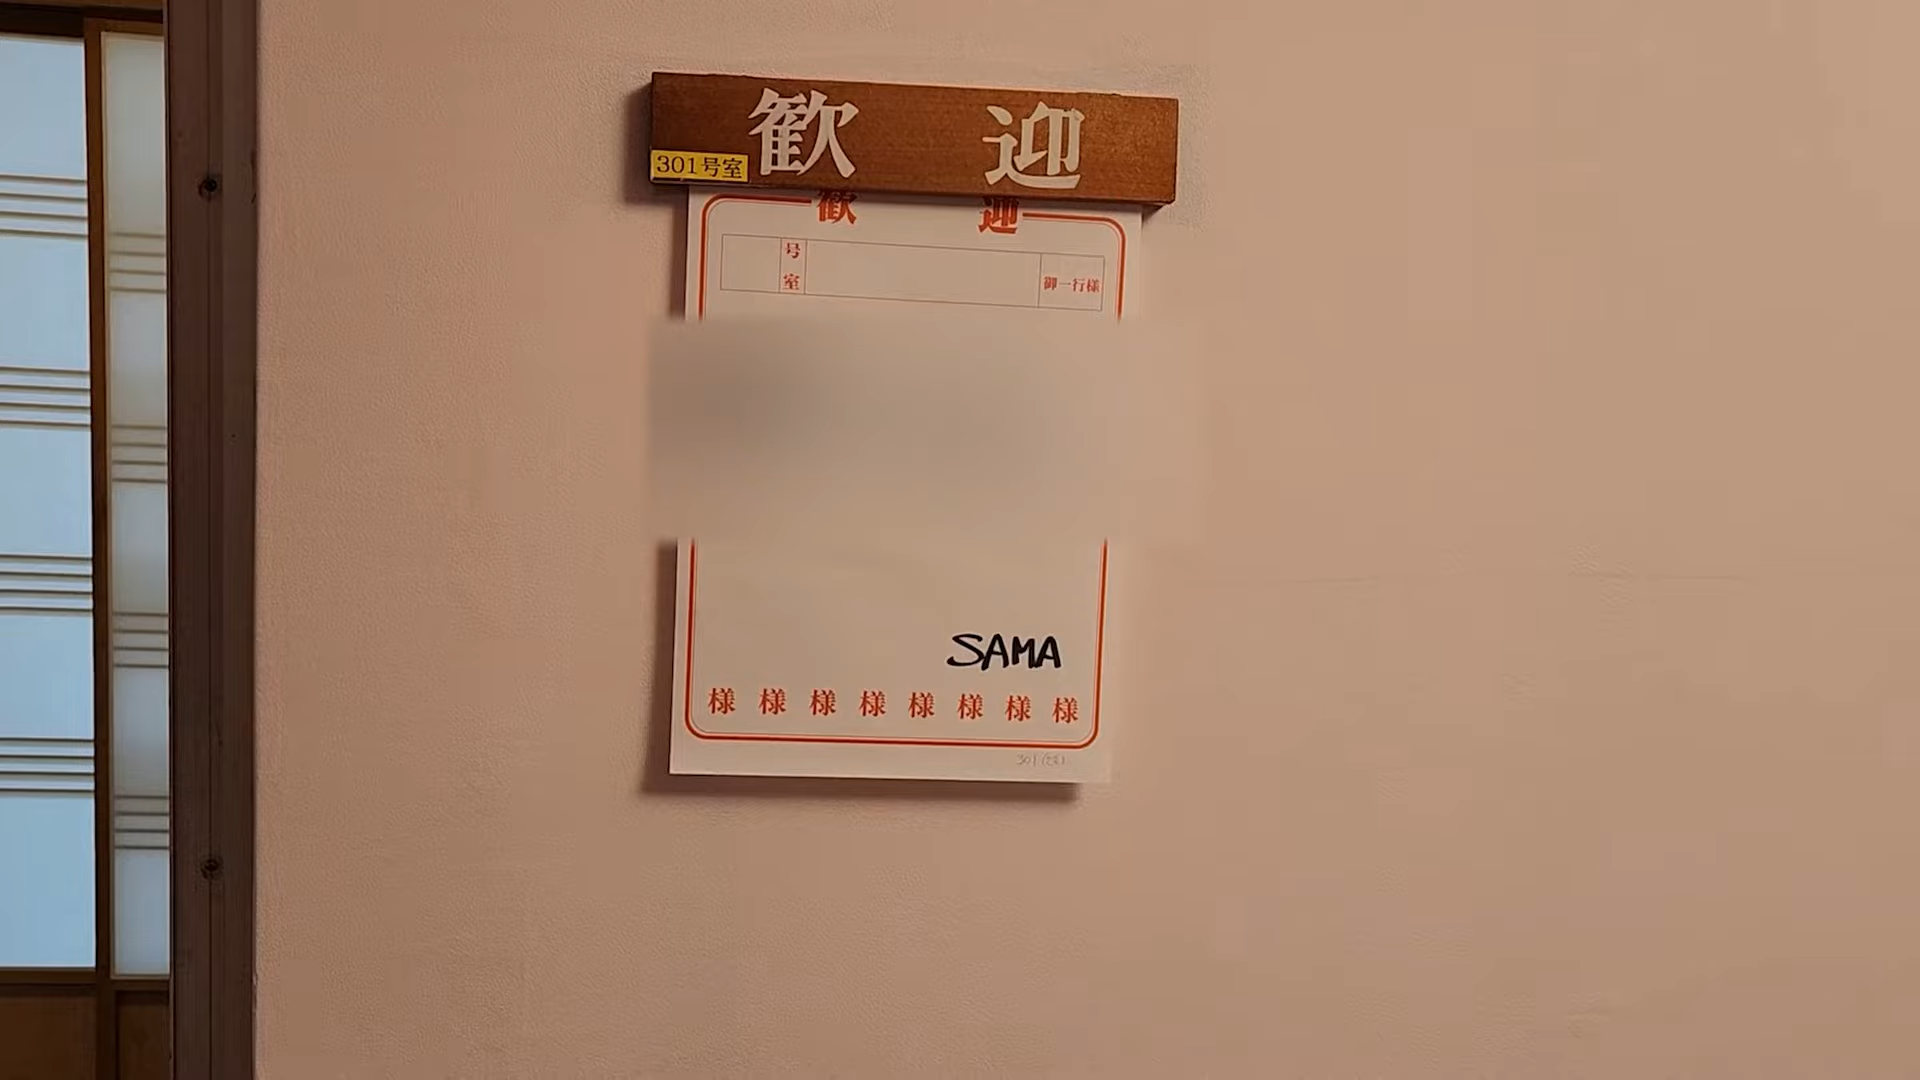 歓迎
301号室
歓迎
号室 御一行様
SAMA
様 様 様 様 様 様 様 様